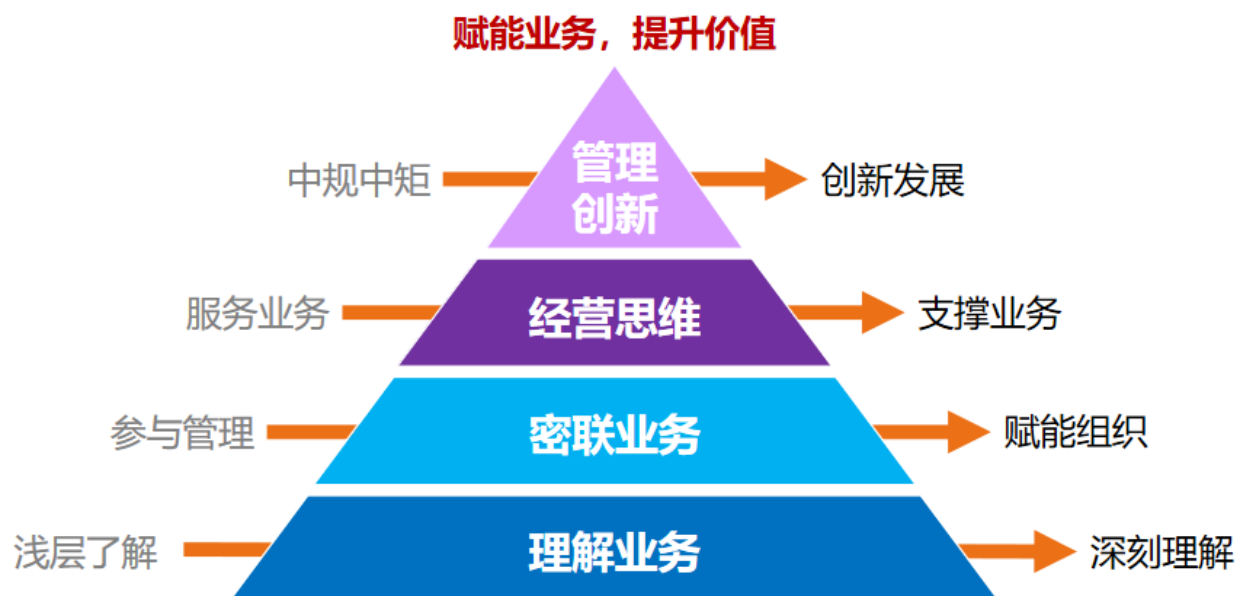 赋能业务，提升价值
中规中矩
管理
创新
创新发展
服务业务
经营思维
支撑业务
参与管理
密联业务
赋能组织
浅层了解
理解业务
深刻理解